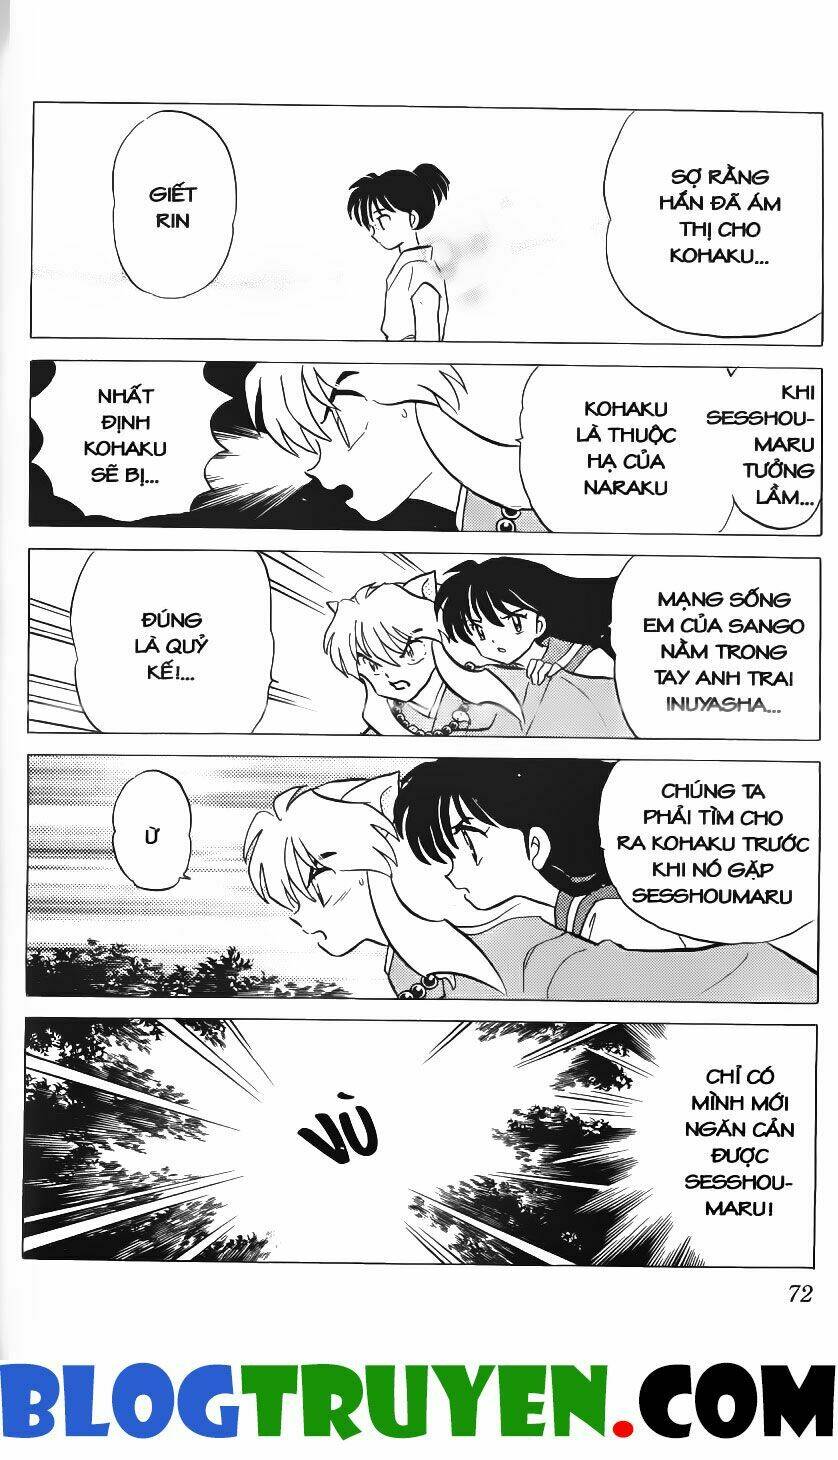 SỢ RẰNG
HẮN ĐÃ ÁM
THỊ CHO
KOHAKU...
GIẾT
RIN
KHI
SESSHOU-
MARU
TƯỞNG
LẦM...
KOHAKU
LÀ THUỘC
HẠ CỦA
NARAKU
NHẤT
ĐỊNH
KOHAKU
SẼ BỊ...
MẠNG SỐNG
EM CỦA SANGO
NẰM TRONG
TAY ANH TRAI
INUYASHA...
ĐÚNG
LÀ QUỶ
KẾ!...
CHÚNG TA
PHẢI TÌM CHO
RA KOHAKU TRƯỚC
KHI NÓ GẶP
SESSHOUMARU
Ừ
CHỈ CÓ
MÌNH MỚI
NGĂN CẢN
ĐƯỢC
SESSHOU-
MARU!
VÙ
72
BLOGTRUYEN.COM